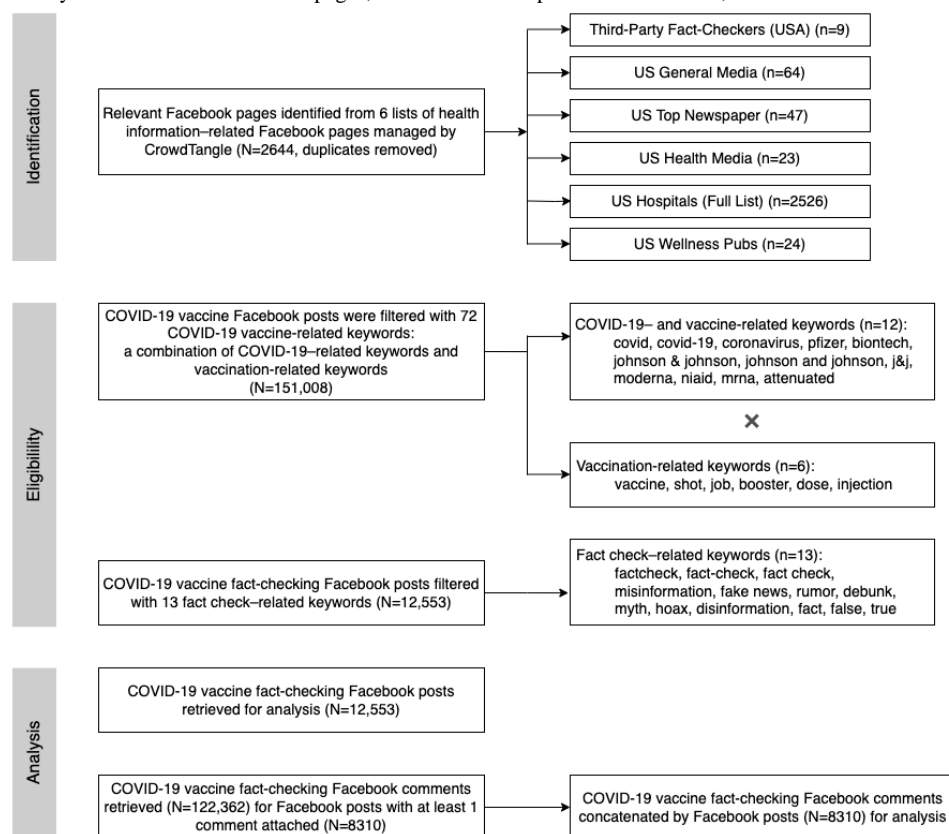 Identification
Relevant Facebook pages identified from 6 lists of health
information–related Facebook pages managed by
CrowdTangle (N=2644, duplicates removed)
Third-Party Fact-Checkers (USA) (n=9)
US General Media (n=64)
US Top Newspaper (n=47)
US Health Media (n=23)
US Hospitals (Full List) (n=2526)
US Wellness Pubs (n=24)
Eligibilility
COVID-19 vaccine Facebook posts were filtered with 72
COVID-19 vaccine-related keywords:
a combination of COVID-19–related keywords and
vaccination-related keywords
(N=151,008)
COVID-19– and vaccine-related keywords (n=12):
covid, covid-19, coronavirus, pfizer, biontech,
johnson & johnson, johnson and johnson, j&j,
moderna, niaid, mrna, attenuated
×
Vaccination-related keywords (n=6):
vaccine, shot, job, booster, dose, injection
COVID-19 vaccine fact-checking Facebook posts filtered
with 13 fact check–related keywords (N=12,553)
Fact check–related keywords (n=13):
factcheck, fact-check, fact check,
misinformation, fake news, rumor, debunk,
myth, hoax, disinformation, fact, false, true
Analysis
COVID-19 vaccine fact-checking Facebook posts
retrieved for analysis (N=12,553)
COVID-19 vaccine fact-checking Facebook comments
retrieved (N=122,362) for Facebook posts with at least 1
comment attached (N=8310)
COVID-19 vaccine fact-checking Facebook comments
concatenated by Facebook posts (N=8310) for analysis